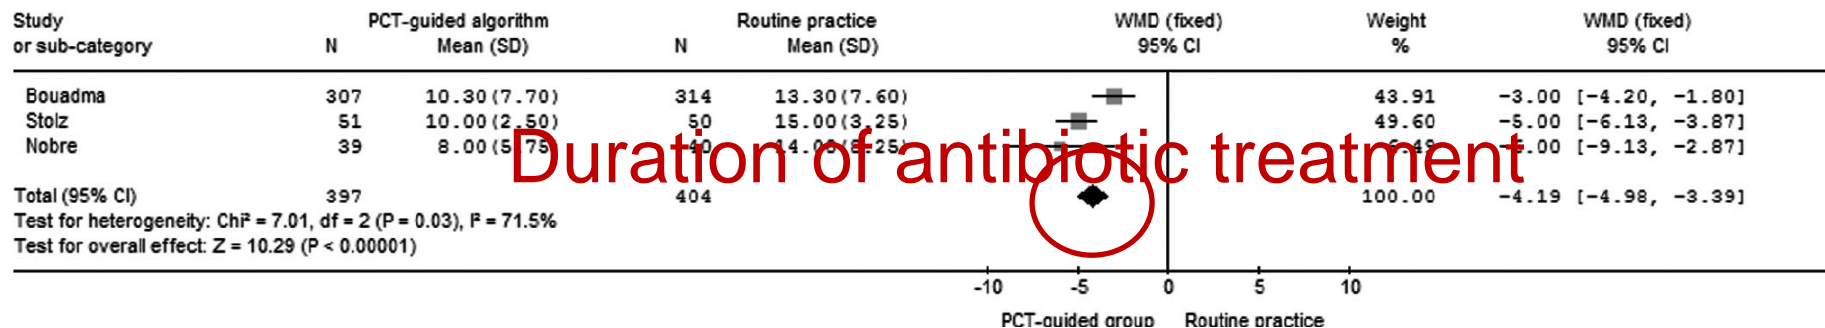 Study PCT-guided algorithm Routine practice WMD (fixed) Weight WMD (fixed)
or sub-category N Mean (SD) N Mean (SD) 95% CI % 95% CI
Bouadma 307 10.30(7.70) 314 13.30(7.60) 43.91 -3.00 [-4.20, -1.80]
Stolz 51 10.00(2.50) 50 15.00(3.25) 49.60 -5.00 [-6.13, -3.87]
Nobre 39 [-9.13, -2.87]
Duration of antibiotic treatment
Total (95% CI) 397 404 100.00 -4.19 [-4.98, -3.39]
Test for heterogeneity: Chi² = 7.01, df = 2 (P = 0.03), I² = 71.5%
Test for overall effect: Z = 10.29 (P < 0.00001)
-10 -5 0 5 10
PCT-guided group Routine practice